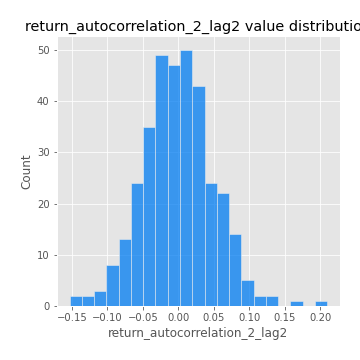 return_autocorrelation_2_lag2 value distributio
50
40
30
20
10
0
Count
−0.15 −0.10 −0.05 0.00 0.05 0.10 0.15 0.20
return_autocorrelation_2_lag2